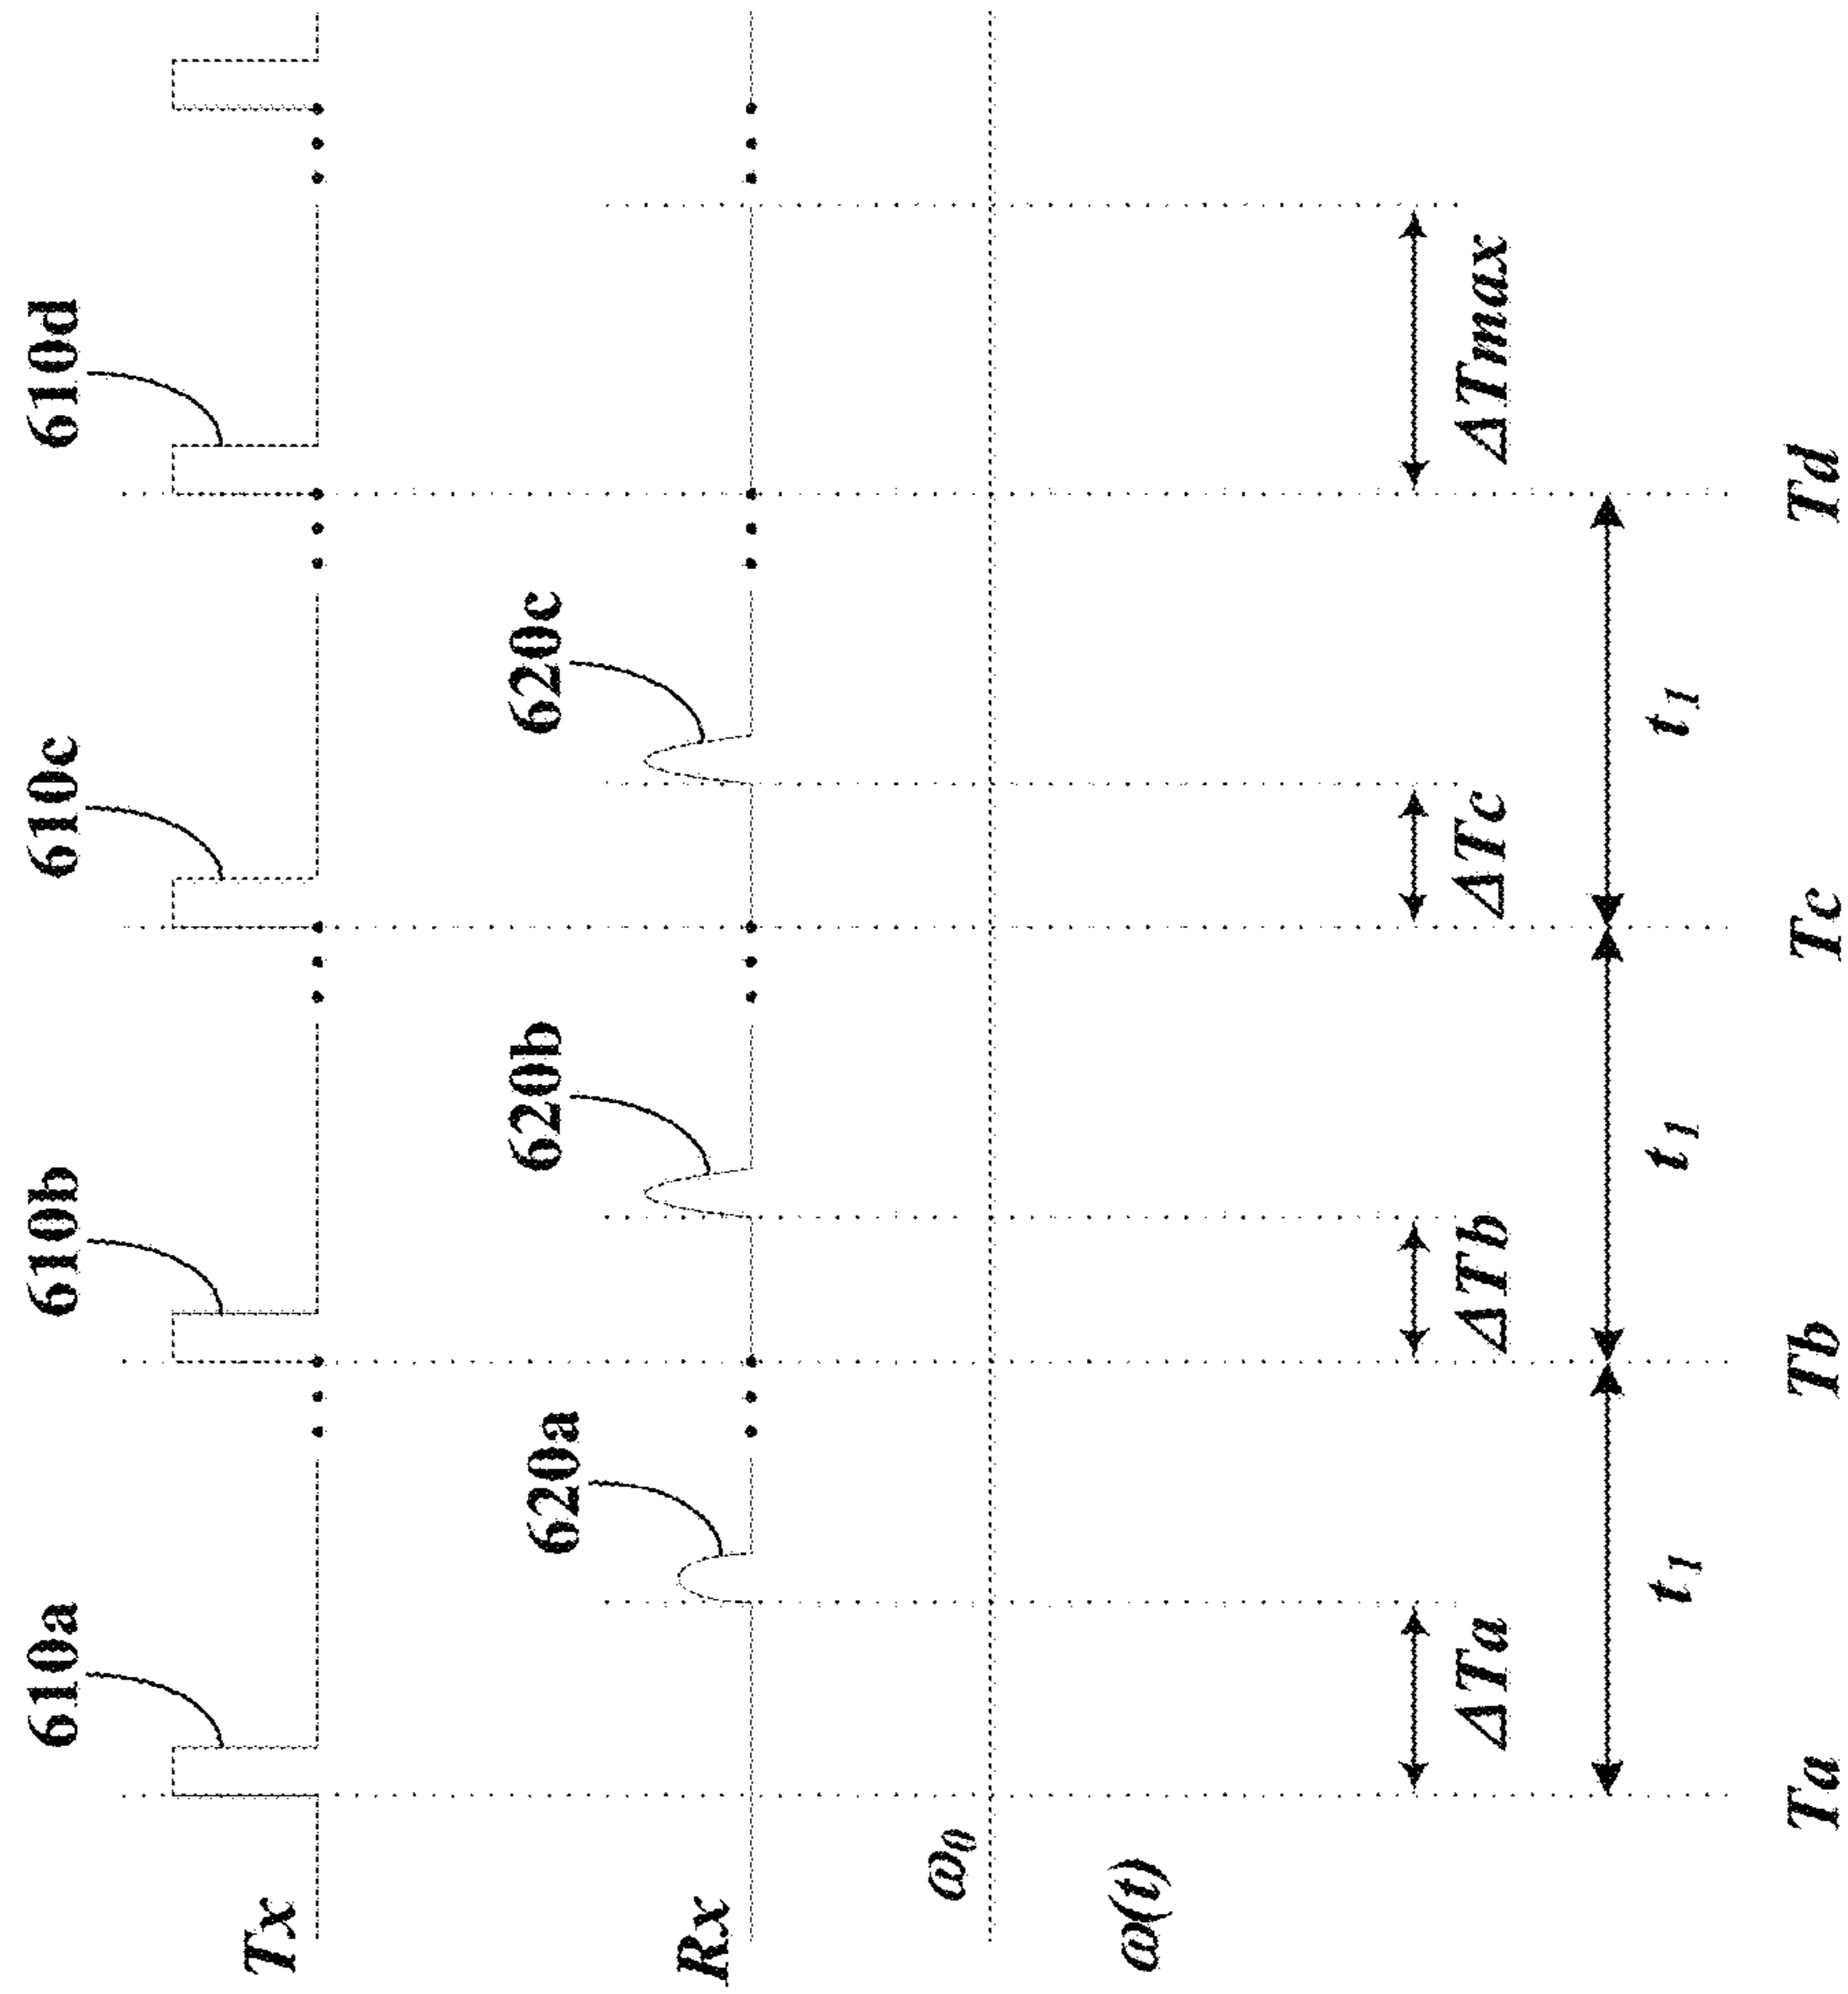 610a
610b
610c
610d
Tx
620a
620b
620c
Rx
ω0
ω(t)
ΔTa
ΔTb
ΔTc
ΔTmax
t1
t1
t1
Ta
Tb
Tc
Td